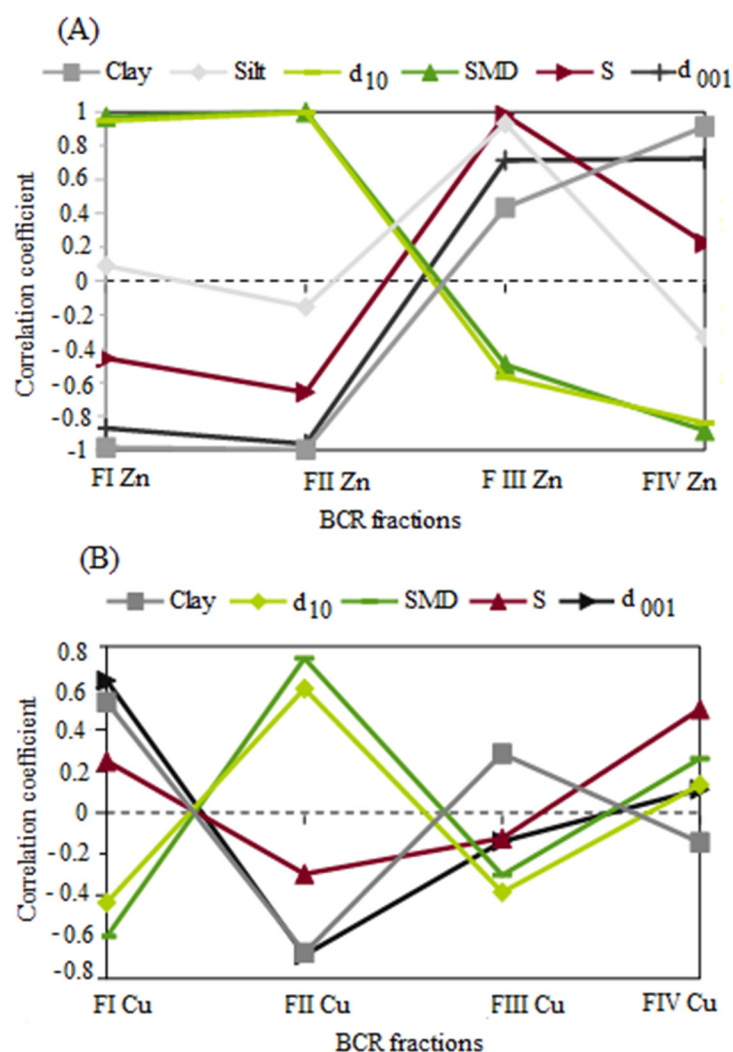 (A)
Clay Silt d10 SMD S d001
Correlation coefficient
1
0.8
0.6
0.4
0.2
0
-0.2
-0.4
-0.6
-0.8
-1
FI Zn FII Zn F III Zn FIV Zn
BCR fractions
(B)
Clay d10 SMD S d001
Correlation coefficient
0.8
0.6
0.4
0.2
0
-0.2
-0.4
-0.6
-0.8
FI Cu FII Cu FIII Cu FIV Cu
BCR fractions